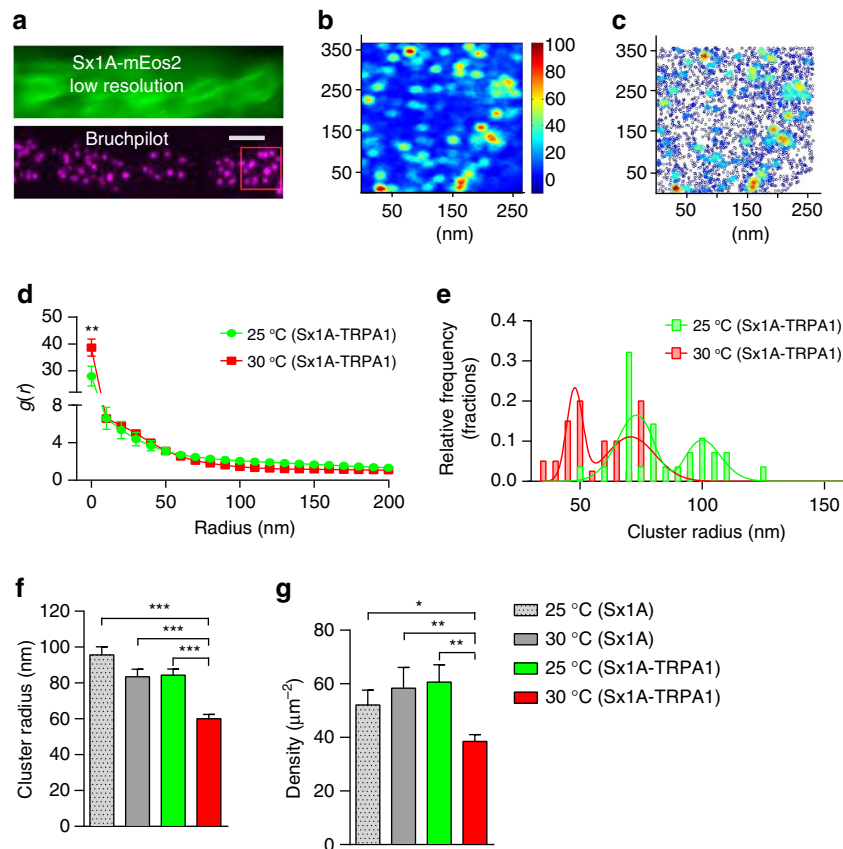 a
Sx1A-mEos2
low resolution
Bruchpilot
b
350
250
150
50
50 150 250
(nm)
100
80
60
40
20
0
c
350
250
150
50
50 150 250
(nm)
d
50
40
30
8
4
0
g(r)
**
25 °C (Sx1A-TRPA1)
30 °C (Sx1A-TRPA1)
0 50 100 150 200
Radius (nm)
e
0.4
0.3
0.2
0.1
0.0
Relative frequency
(fractions)
25 °C (Sx1A-TRPA1)
30 °C (Sx1A-TRPA1)
50 100 150
Cluster radius (nm)
f
120
100
80
60
40
20
0
Cluster radius (nm)
***
***
***
g
80
60
40
20
0
Density (μm⁻²)
*
**
**
25 °C (Sx1A)
30 °C (Sx1A)
25 °C (Sx1A-TRPA1)
30 °C (Sx1A-TRPA1)